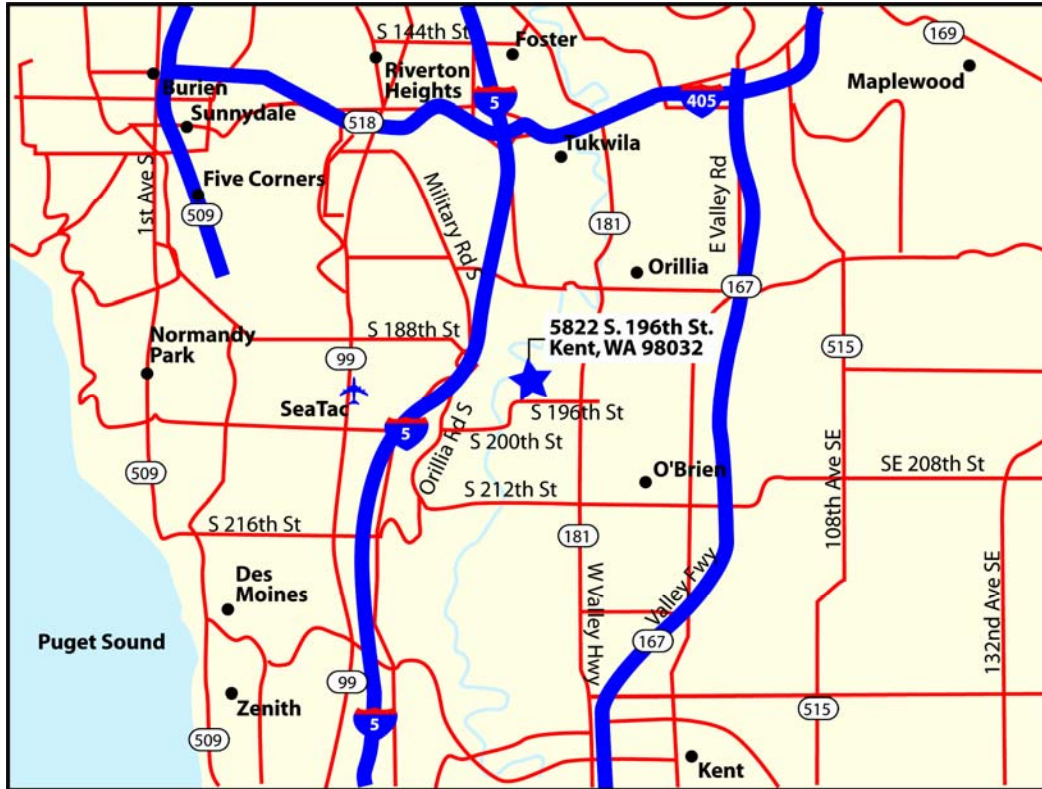 S 144th St
Foster
169
Burien
Riverton
Heights
Maplewood
5
405
Sunnydale
518
Tukwila
1st Ave S
Five Corners
509
Military Rd S
181
E Valley Rd
Orillia
167
Normandy
Park
S 188th St
99
5822 S. 196th St.
Kent, WA 98032
515
SeaTac
S 196th St
5
Orillia Rd S
S 200th St
509
O'Brien
SE 208th St
S 212th St
108th Ave SE
S 216th St
181
Des
Moines
W Valley Hwy
Valley Fwy
132nd Ave SE
Puget Sound
167
99
Zenith
5
515
509
Kent